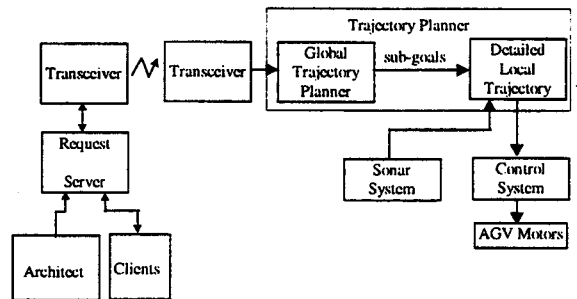 Trajectory Planner
Transceiver
Transceiver
Global
Trajectory
Planner
sub-goals
Detailed
Local
Trajectory
Request
Server
Sonar
System
Control
System
Architect
Clients
AGV Motors